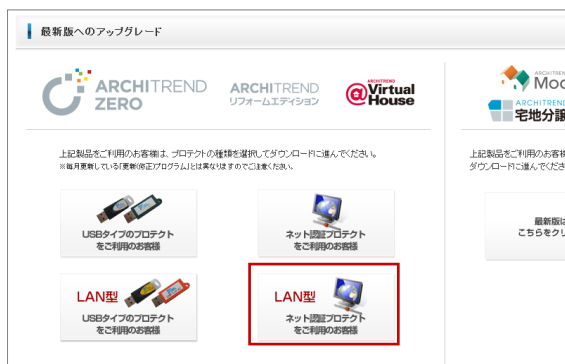 最新版へのアップグレード
ARCHITREND
ZERO
ARCHITREND
リフォームエディション
ARCHITREND
@Virtual
House
上記製品をご利用のお客様は、プロテクトの種類を選択してダウンロードに進んでください。
※毎月更新している「更新(修正)プログラム」とは異なりますのでご注意ください。
USBタイプのプロテクト
をご利用のお客様
ネット認証プロテクト
をご利用のお客様
LAN型
USBタイプのプロテクト
をご利用のお客様
LAN型
ネット認証プロテクト
をご利用のお客様
ARCHITREN
Mod
ARCHITREND
宅地分譲
上記製品をご利用のお客様
ダウンロードに進んでくださ
最新版は
こちらをクリ